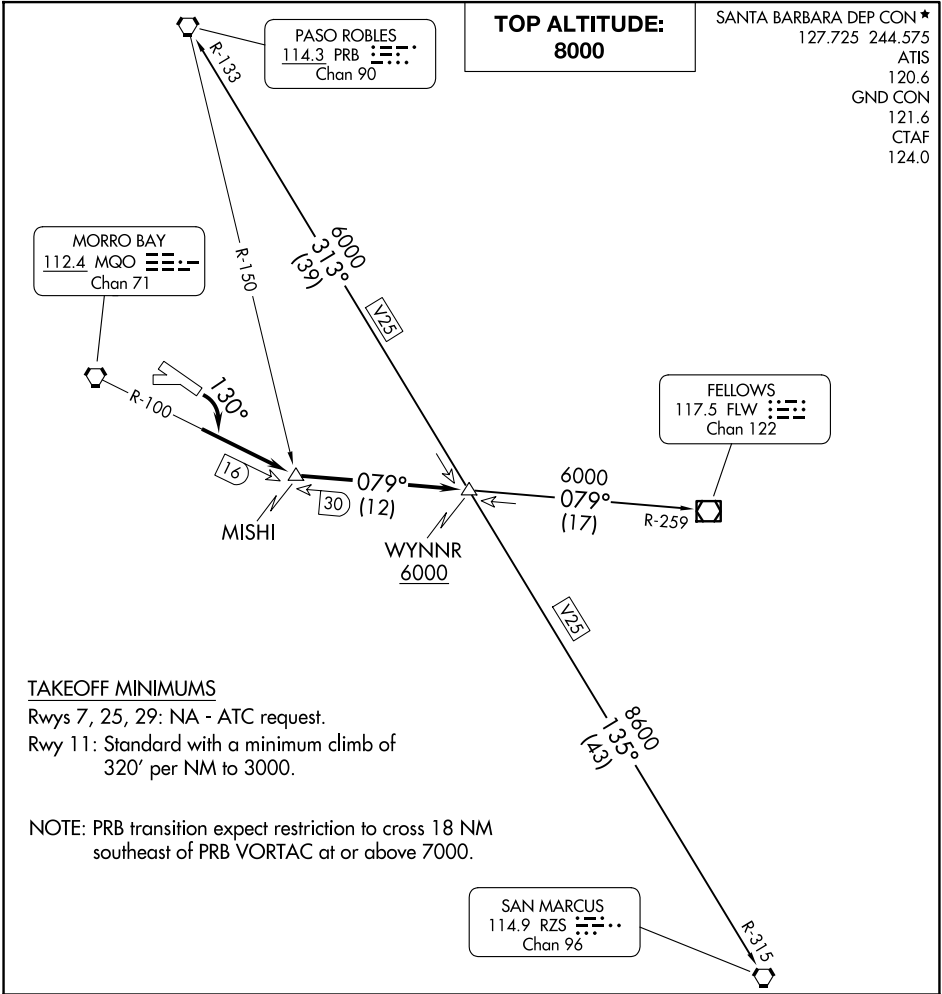 TOP ALTITUDE:
8000
SANTA BARBARA DEP CON ★
127.725 244.575
ATIS
120.6
GND CON
121.6
CTAF
124.0
PASO ROBLES
114.3 PRB
Chan 90
R-133
MORRO BAY
112.4 MQO
Chan 71
R-150
6000
313°
(39)
V25
R-100
130°
FELLOWS
117.5 FLW
Chan 122
16
30
079°
(12)
MISHI
WYNNR
6000
6000
079°
(17)
R-259
V25
8600
135°
(43)
TAKEOFF MINIMUMS
Rwys 7, 25, 29: NA - ATC request.
Rwy 11: Standard with a minimum climb of
320' per NM to 3000.
NOTE: PRB transition expect restriction to cross 18 NM
southeast of PRB VORTAC at or above 7000.
SAN MARCUS
114.9 RZS
Chan 96
R-315